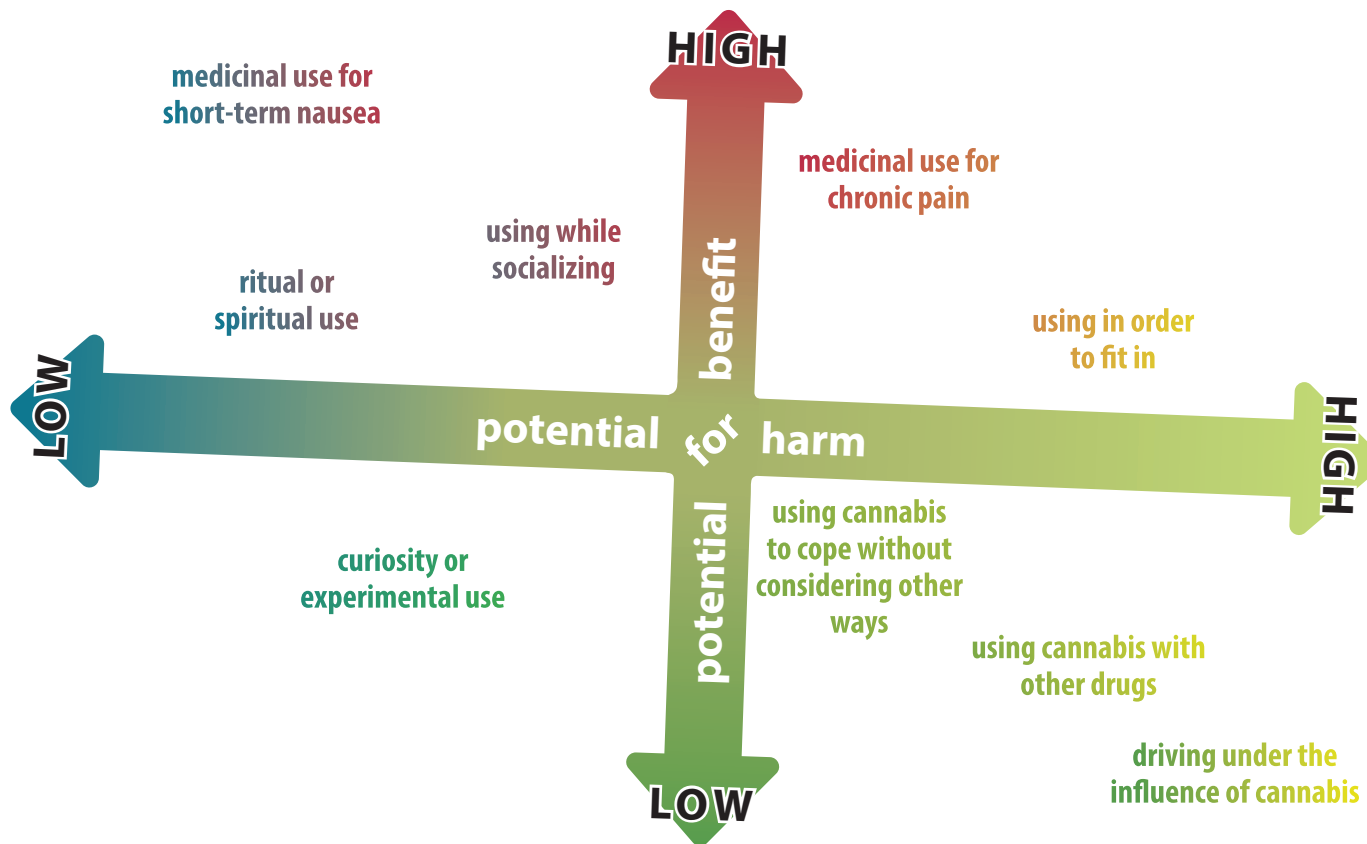 HIGH
medicinal use for
short-term nausea
medicinal use for
chronic pain
using while
socializing
ritual or
spiritual use
using in order
to fit in
LOW
HIGH
potential for benefit
potential for harm
curiosity or
experimental use
using cannabis
to cope without
considering other
ways
using cannabis with
other drugs
driving under the
influence of cannabis
LOW